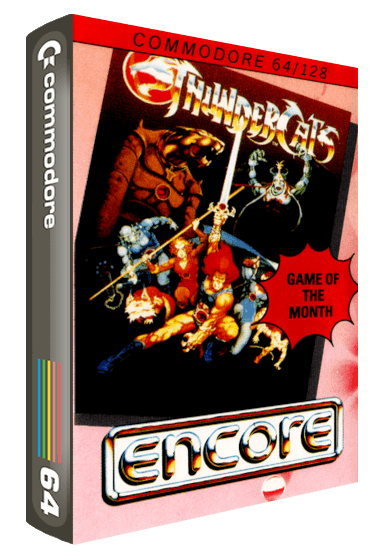 commodore
64
COMMODORE 64/128
THUNDERCATS
GAME OF
THE
MONTH
encore